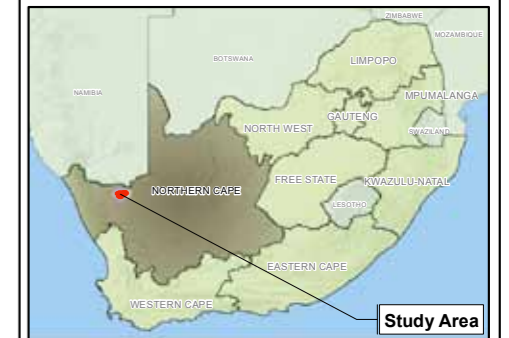 ZIMBABWE
MOZAMBIQUE
BOTSWANA
LIMPOPO
NAMIBIA
MPUMALANGA
GAUTENG
NORTH WEST
SWAZILAND
FREE STATE
KWAZULU-NATAL
NORTHERN CAPE
LESOTHO
EASTERN CAPE
WESTERN CAPE
Study Area